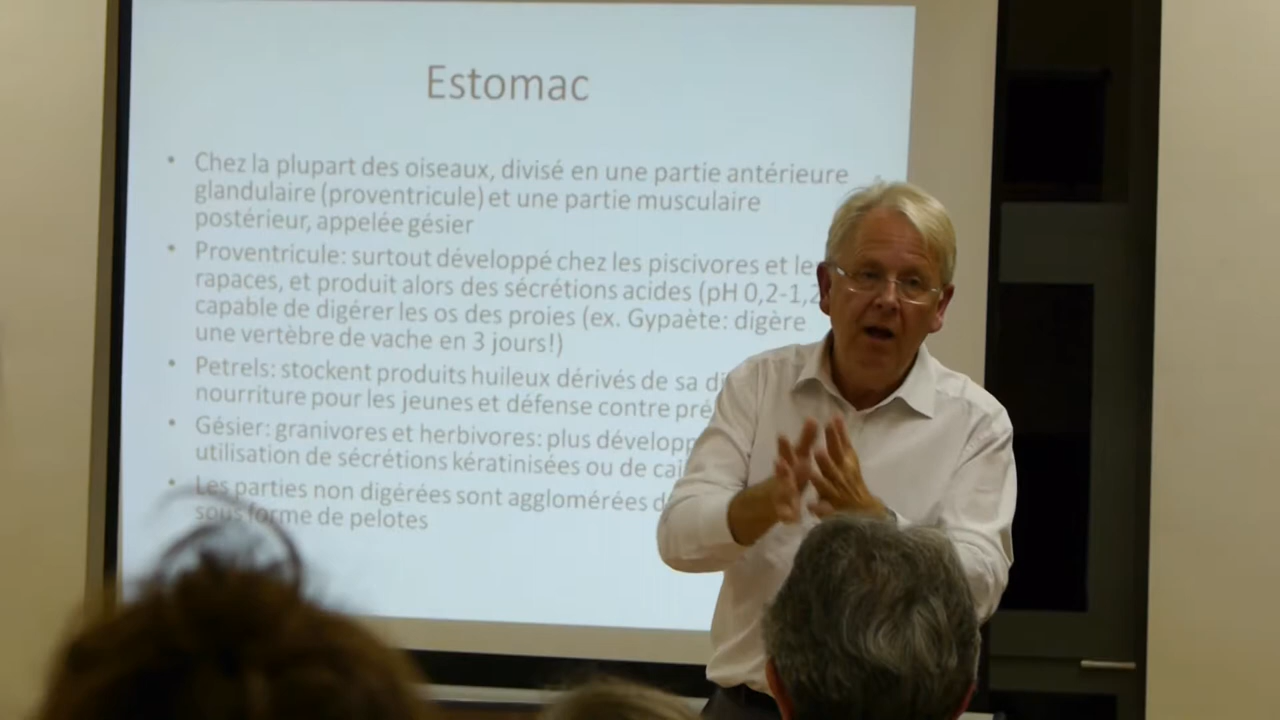 Estomac
• Chez la plupart des oiseaux, divisé en une partie antérieure
glandulaire (proventricule) et une partie musculaire
postérieur, appelée gésier
• Proventricule: surtout développé chez les piscivores et
rapaces, et produit alors des sécrétions acides (pH 0,2-1,2
capable de digérer les os des proies (ex. Gypaète: digère
une vertèbre de vache en 3 jours!)
• Petrels: stockent produits huileux dérivés de sa
nourriture pour les jeunes et défense contre
• Gésier: granivores et herbivores: plus
utilisation de sécrétions kératinisées ou de
• Les parties non digérées sont agglomérées
sous forme de pelotes